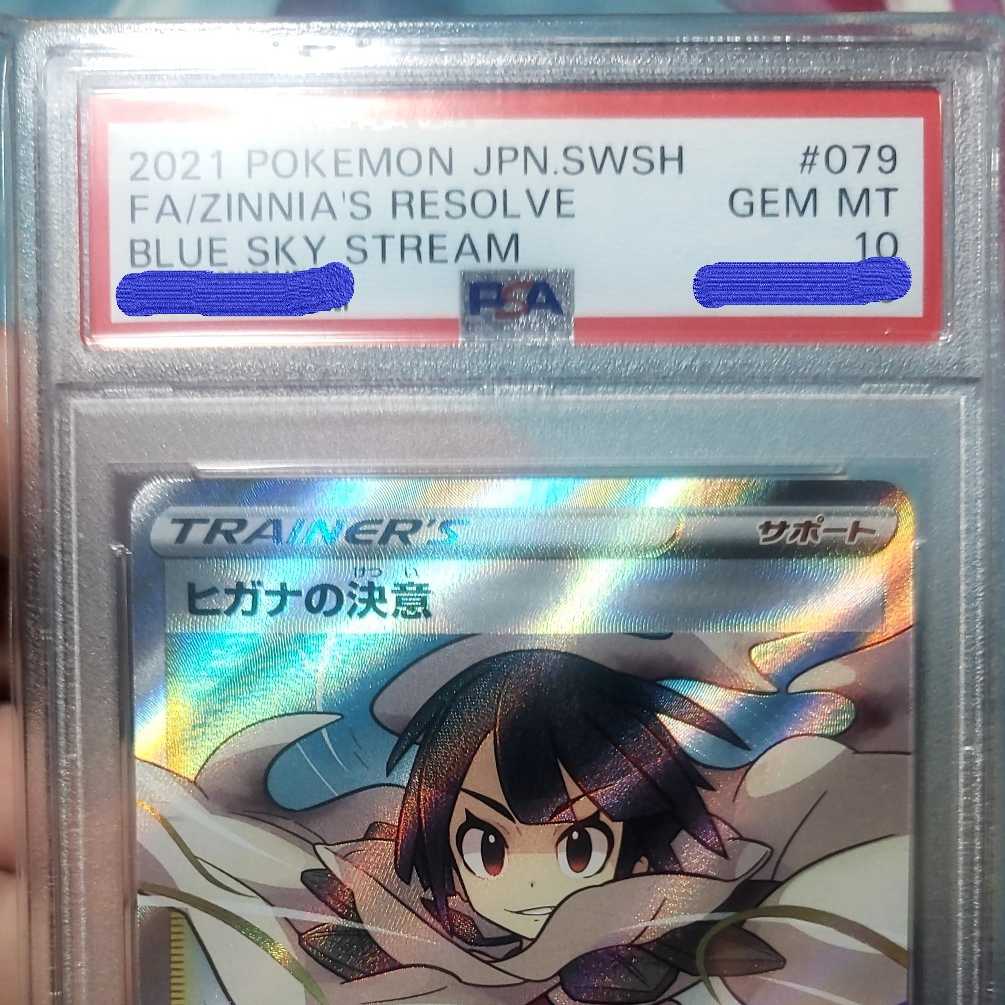 2021 POKEMON JPN.SWSH #079
FA/ZINNIA'S RESOLVE GEM MT
BLUE SKY STREAM 10
PSA
TRAINER'S サポート
けつ い
ヒガナの決意